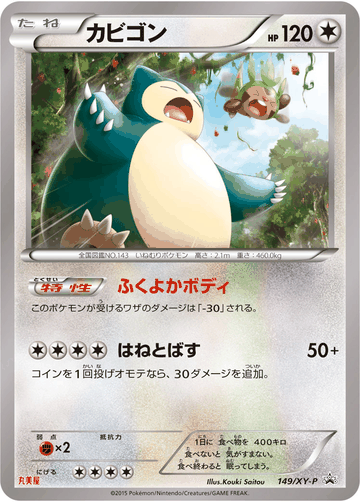 たね
カビゴン
HP 120
全国図鑑NO.143 いねむりポケモン 高さ:2.1m 重さ:460.0kg
とくせい
特性 ふくよかボディ
このポケモンが受けるワザのダメージは「-30」される。
はねとばす 50+
コインを1回投げオモテなら、30ダメージを追加。
弱点 抵抗力
×2
にげる
1日に 食べ物を 400キロ
食べないと 気がすまない。
食べ終わると 眠ってしまう。
丸美屋
Illus.Kouki Saitou
149/XY-P
©2015 Pokémon/Nintendo/Creatures/GAME FREAK.